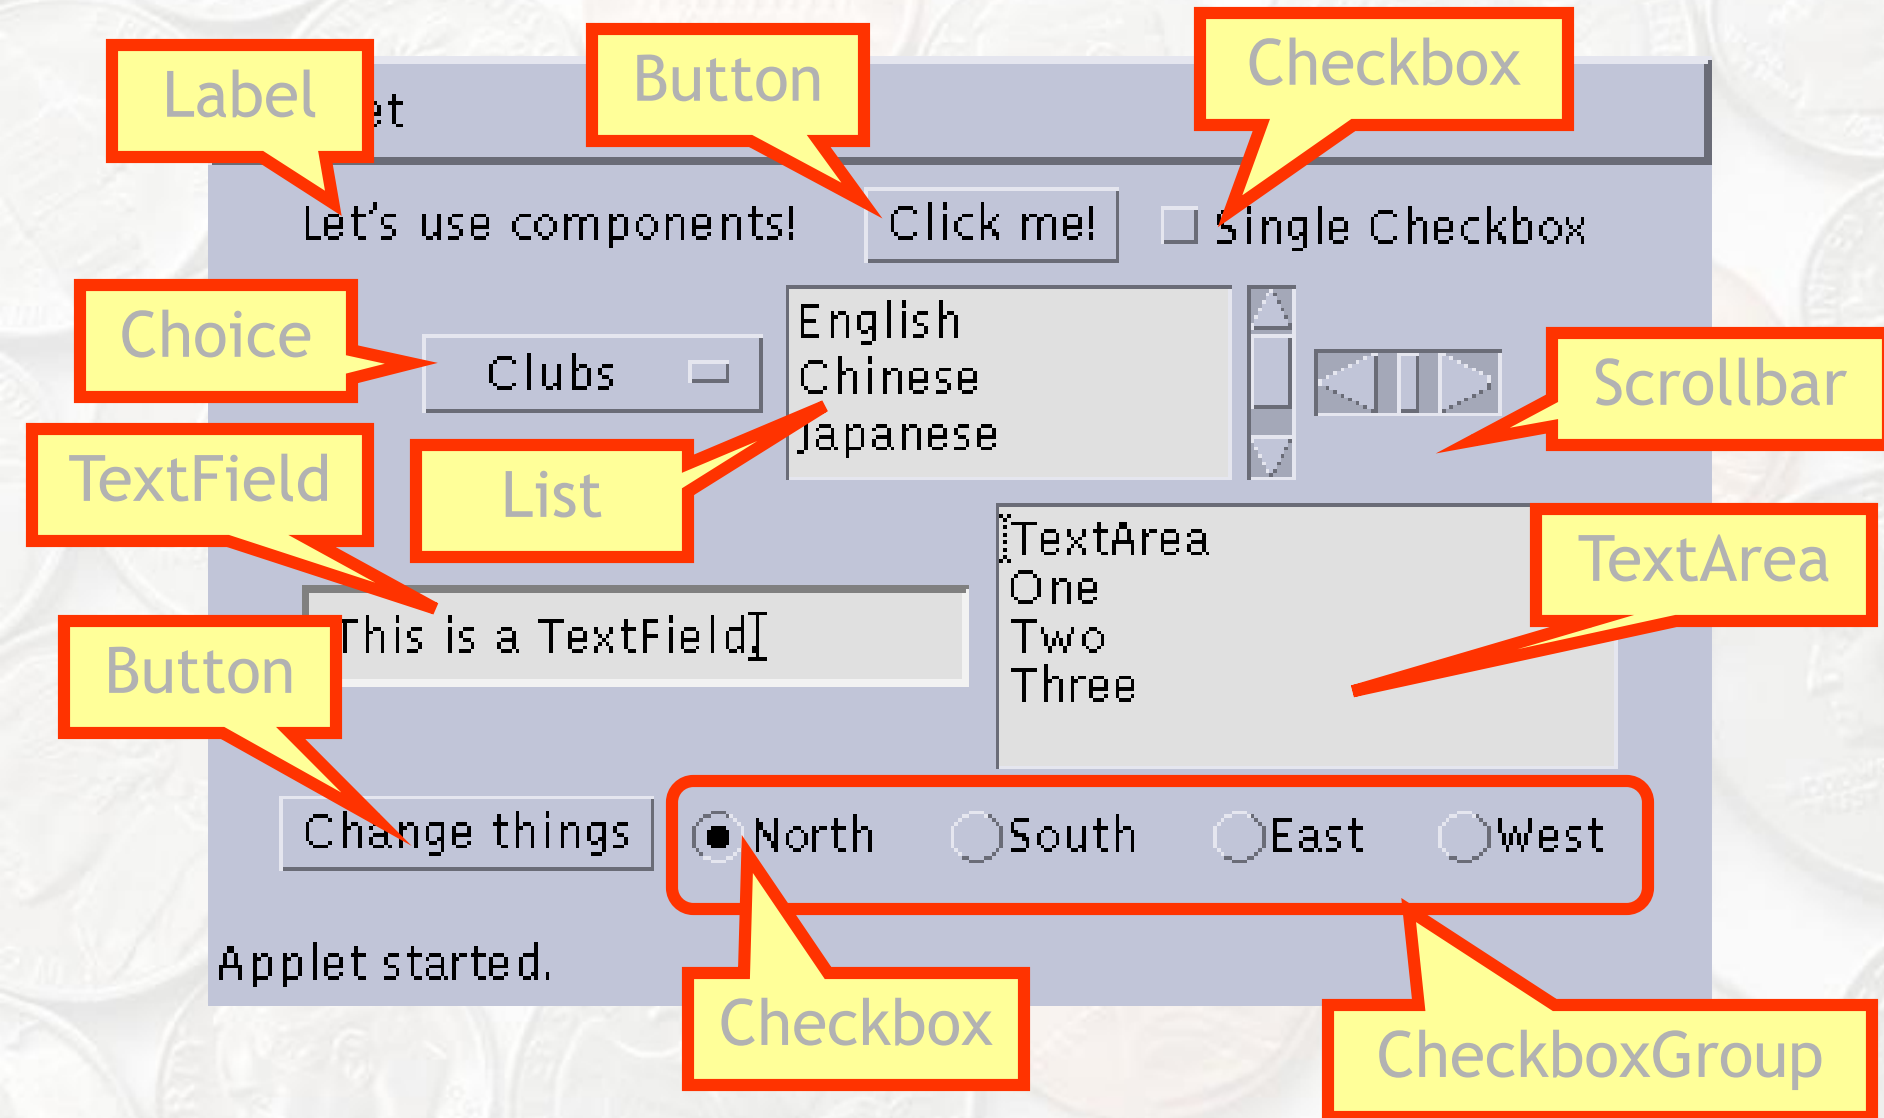 Label
Button
Checkbox
et
Let's use components!
Click me!
Single Checkbox
Choice
Clubs
English
Chinese
Japanese
Scrollbar
TextField
List
TextArea
One
Two
Three
TextArea
This is a TextField
Button
Change things
North
South
East
West
Applet started.
Checkbox
CheckboxGroup